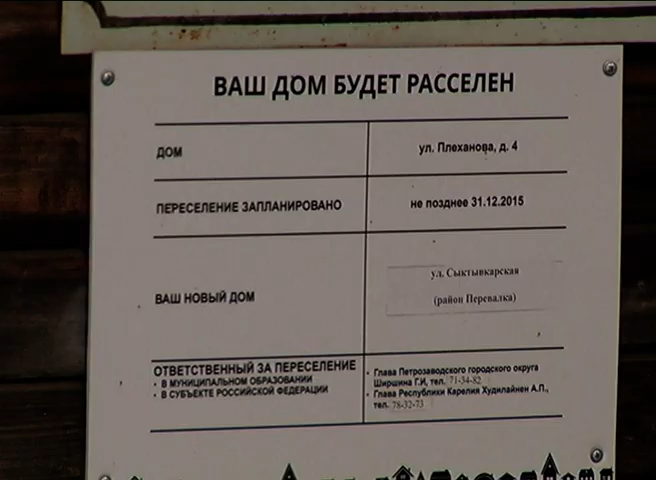 ВАШ ДОМ БУДЕТ РАССЕЛЕН
ДОМ
ул. Плеханова, д. 4
ПЕРЕСЕЛЕНИЕ ЗАПЛАНИРОВАНО
не позднее 31.12.2015
ВАШ НОВЫЙ ДОМ
ул. Сыктывкарская
(район Перевалка)
ОТВЕТСТВЕННЫЙ ЗА ПЕРЕСЕЛЕНИЕ
• В МУНИЦИПАЛЬНОМ ОБРАЗОВАНИИ
• В СУБЪЕКТЕ РОССИЙСКОЙ ФЕДЕРАЦИИ
• Глава Петрозаводского городского округа
Ширшина Г.И, тел. 71-34-82
• Глава Республики Карелия Худилайнен А.П.,
тел. 78-32-73